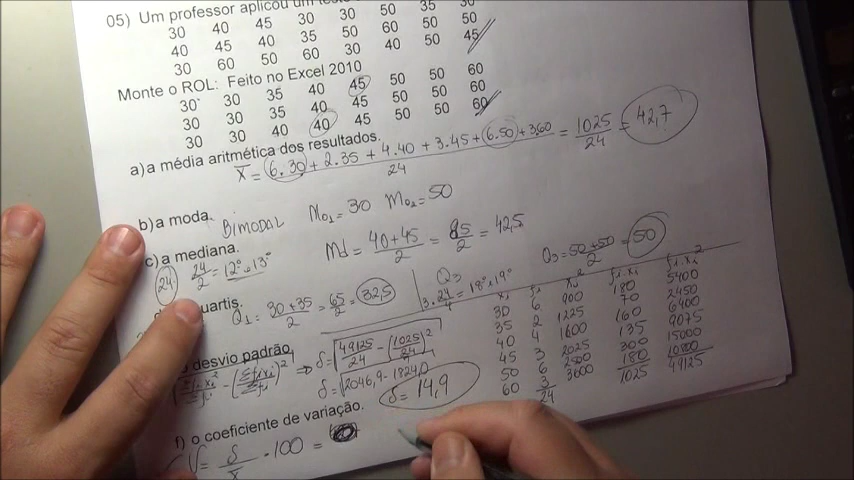 05) Um professor aplicou um teste
30 40 45 30 30 50 35 30
40 45 40 35 50 60 50 50
30 60 50 60 30 40 50 45
Monte o ROL: Feito no Excel 2010
30 30 35 40 45 50 50 60
30 30 35 40 45 50 50 60
30 30 40 40 45 50 50 60
a) a média aritmética dos resultados.
X = 6.30 + 2.35 + 4.40 + 3.45 + 6.50 + 3.60 / 24 = 1025 / 24 = 42,7
b) a moda. BIMODAL Mo1 = 30 Mo2 = 50
c) a mediana. Md = 40 + 45 / 2 = 85 / 2 = 42,5
24 24/2 = 12° e 13°
uartis. Q1 = 30 + 35 / 2 = 65 / 2 = 32,5
Q3 3.24/4 = 18° e 19° Q3 = 50 + 50 / 2 = 50
xi fi xi² fi.xi fi.xi²
30 6 900 180 5400
35 2 1225 70 2450
40 4 1600 160 6400
45 3 2025 135 9075
50 6 2500 300 15000
60 3 3600 180 10800
24 1025 49125
desvio padrão.
√ Σfi.xi² / Σfi - (Σfixi / Σfi)² ⇒ δ = √ 49125 / 24 - (1025 / 24)²
δ = √ 2046,9 - 1824,0
δ = 14,9
f) o coeficiente de variação.
CV = δ / x . 100 =